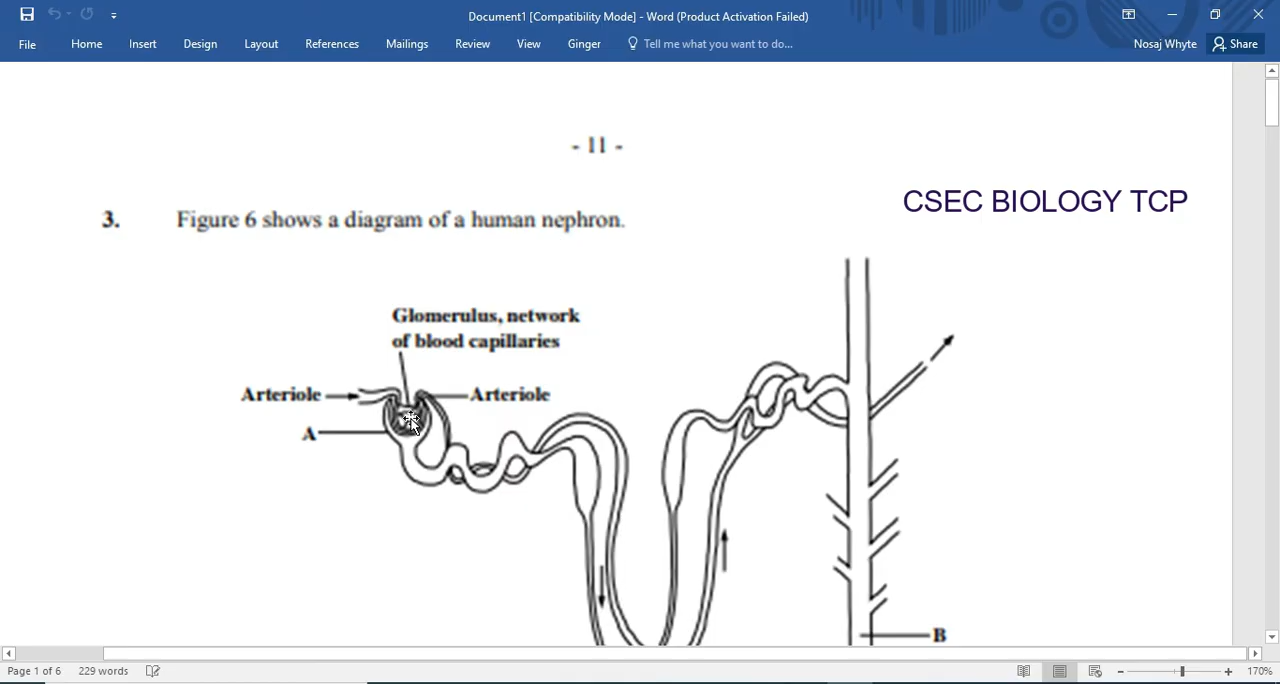 Document1 [Compatibility Mode] - Word (Product Activation Failed)
File Home Insert Design Layout References Mailings Review View Ginger Tell me what you want to do... Nosaj Whyte Share
- 11 -
CSEC BIOLOGY TCP
3. Figure 6 shows a diagram of a human nephron.
Glomerulus, network
of blood capillaries
Arteriole Arteriole
A
B
Page 1 of 6 229 words 170%